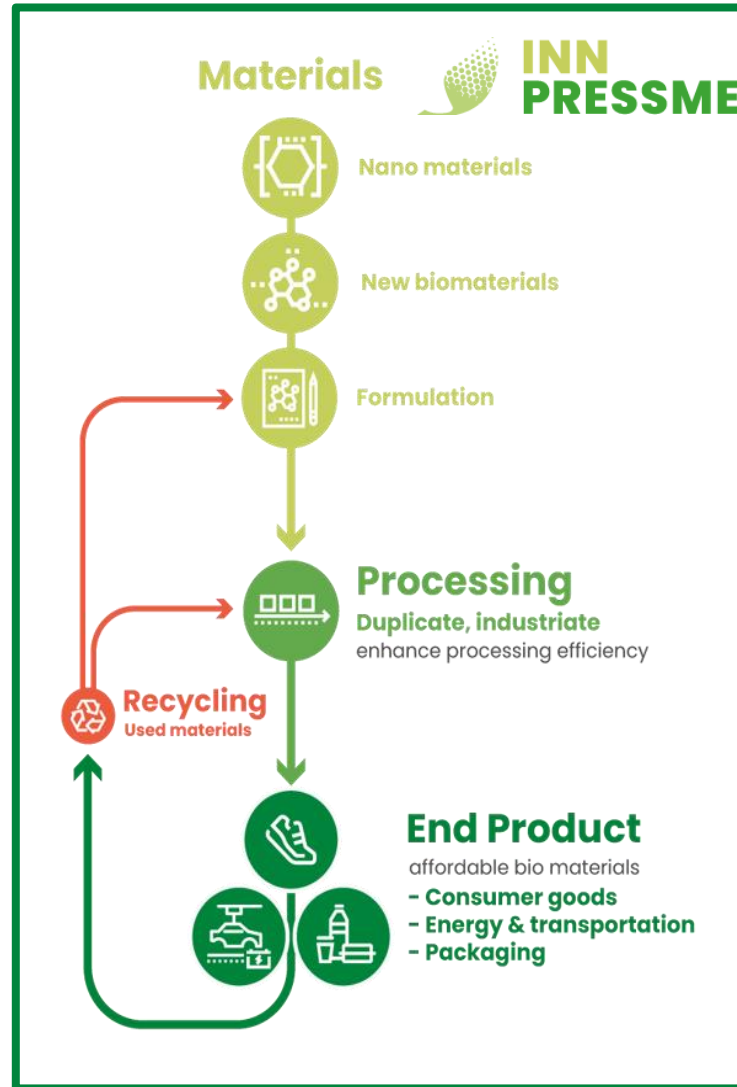 Materials
INN
PRESSME
Nano materials
New biomaterials
Formulation
Processing
Duplicate, industriate
enhance processing efficiency
Recycling
Used materials
End Product
affordable bio materials
- Consumer goods
- Energy & transportation
- Packaging